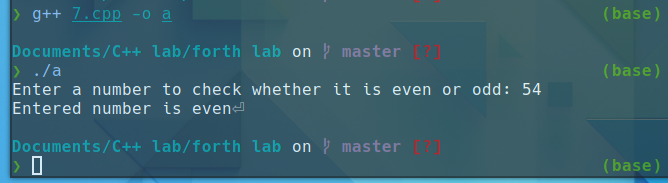 ❯ g++ 7.cpp -o a (base)
Documents/C++ lab/forth lab on ᚠ master [?]
❯ ./a (base)
Enter a number to check whether it is even or odd: 54
Entered number is even⏎
Documents/C++ lab/forth lab on ᚠ master [?]
❯ (base)